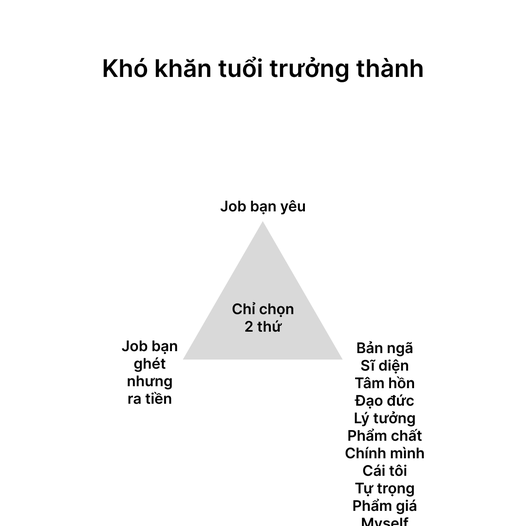 Khó khăn tuổi trưởng thành
Job bạn yêu
Chỉ chọn
2 thứ
Job bạn
ghét
nhưng
ra tiền
Bản ngã
Sĩ diện
Tâm hồn
Đạo đức
Lý tưởng
Phẩm chất
Chính mình
Cái tôi
Tự trọng
Phẩm giá
Myself